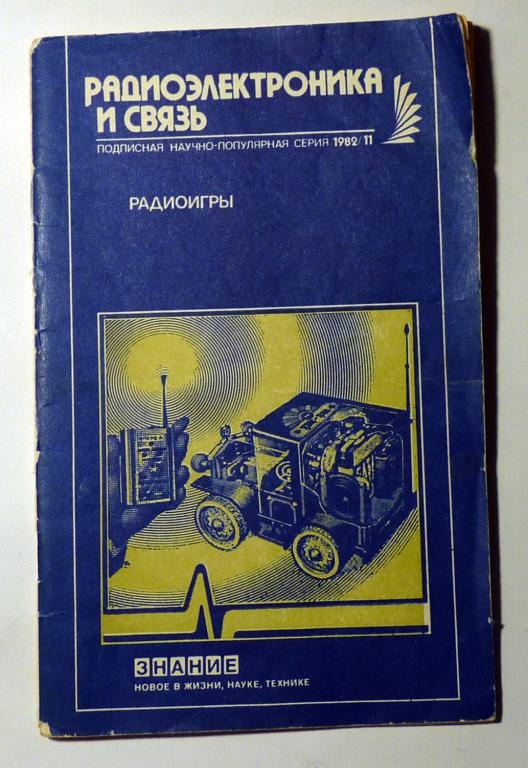 РАДИОЭЛЕКТРОНИКА
И СВЯЗЬ
ПОДПИСНАЯ НАУЧНО-ПОПУЛЯРНАЯ СЕРИЯ 1982/11
РАДИОИГРЫ
ЗНАНИЕ
НОВОЕ В ЖИЗНИ, НАУКЕ, ТЕХНИКЕ